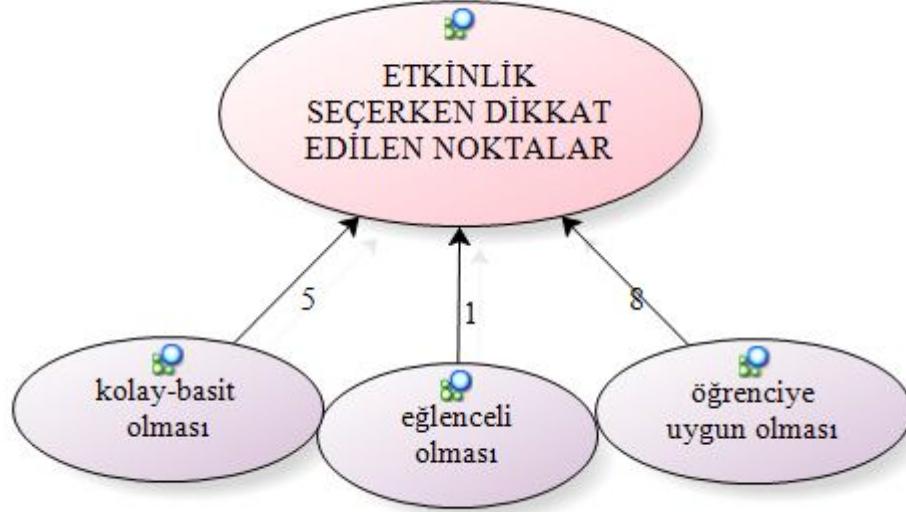 ETKİNLİK
SEÇERKEN DİKKAT
EDİLEN NOKTALAR
5
1
8
kolay-basit
olması
eğlenceli
olması
öğrenciye
uygun olması